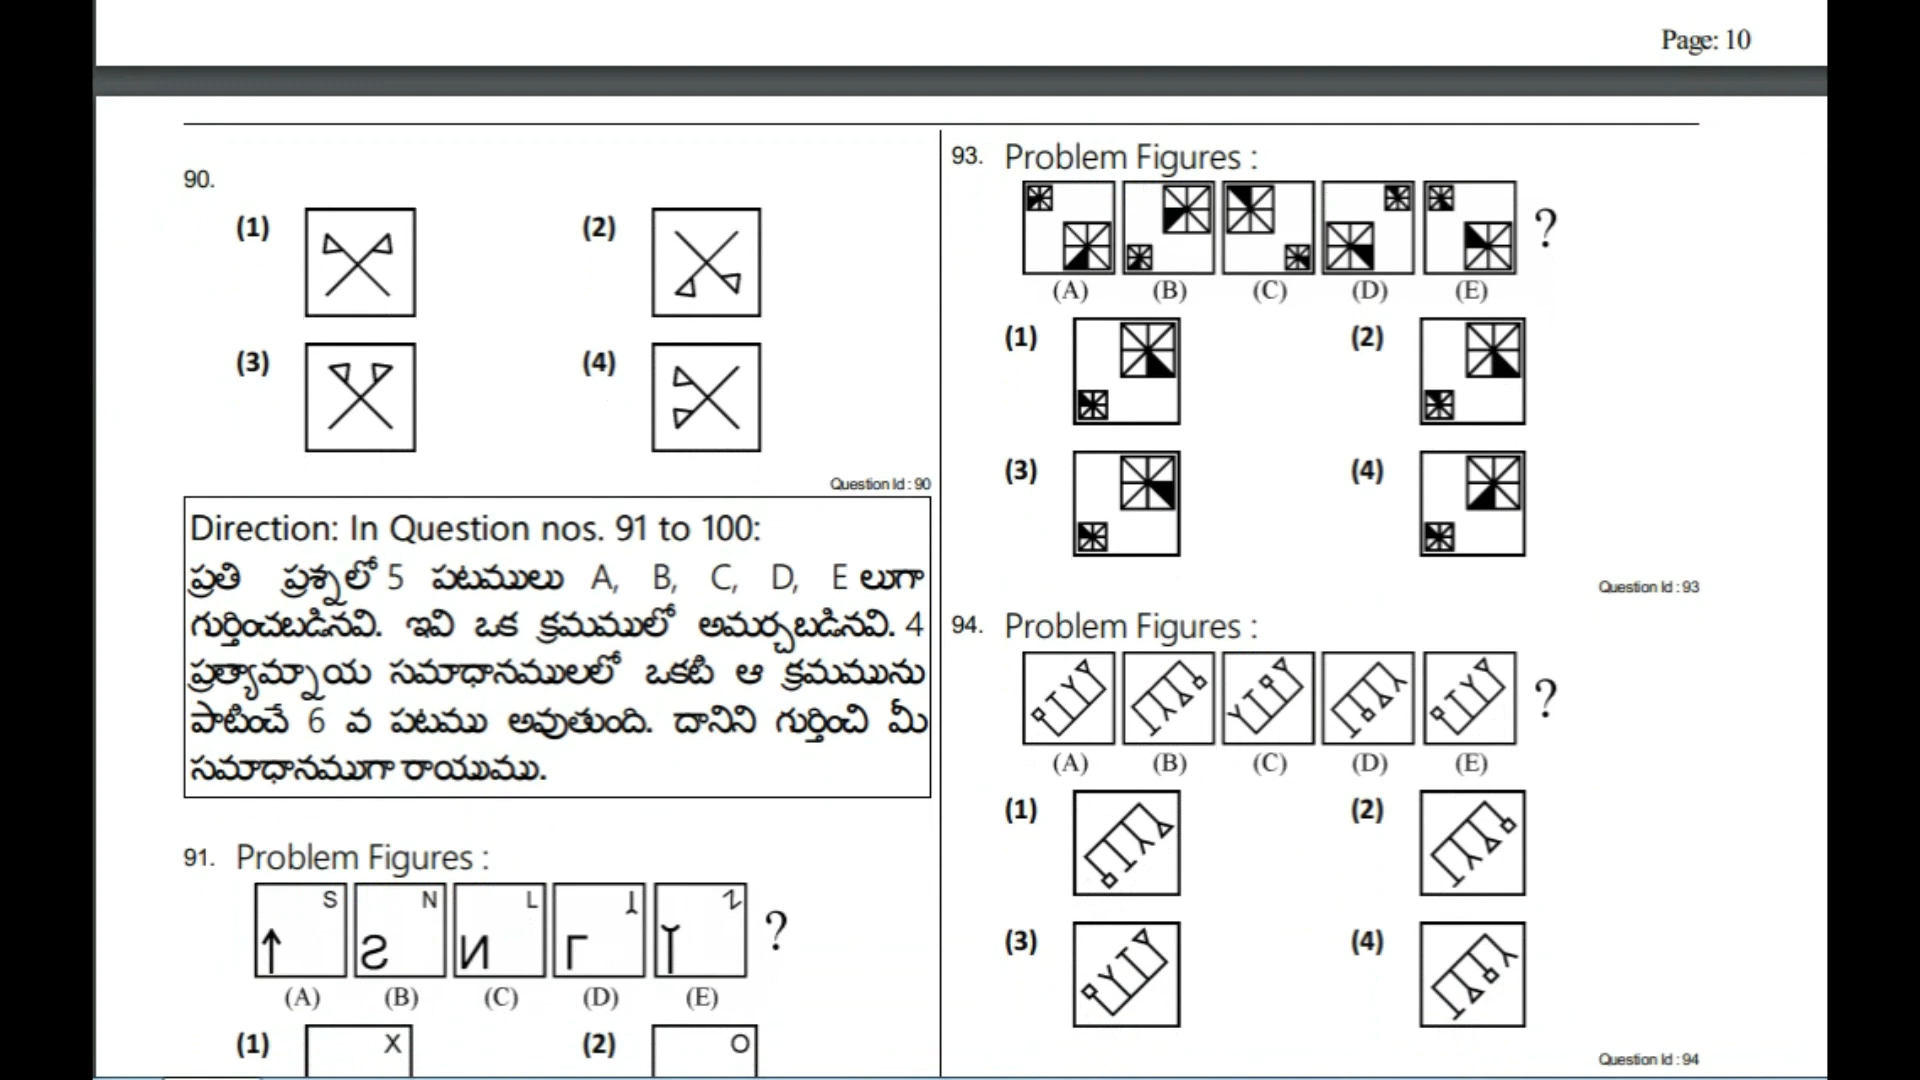 Page: 10
90.
(1)
(2)
(3)
(4)
Question Id : 90
Direction: In Question nos. 91 to 100:
ప్రతి ప్రశ్నలో 5 పటములు A, B, C, D, E లుగా
గుర్తించబడినవి. ఇవి ఒక క్రమములో అమర్చబడినవి. 4
ప్రత్యామ్నాయ సమాధానములలో ఒకటి ఆ క్రమమును
పాటించే 6 వ పటము అవుతుంది. దానిని గుర్తించి మీ
సమాధానముగా రాయుము.
91. Problem Figures :
S N L Z
S N
?
(A) (B) (C) (D) (E)
(1) X
(2) O
93. Problem Figures :
?
(A) (B) (C) (D) (E)
(1)
(2)
(3)
(4)
Question Id : 93
94. Problem Figures :
?
(A) (B) (C) (D) (E)
(1)
(2)
(3)
(4)
Question Id : 94